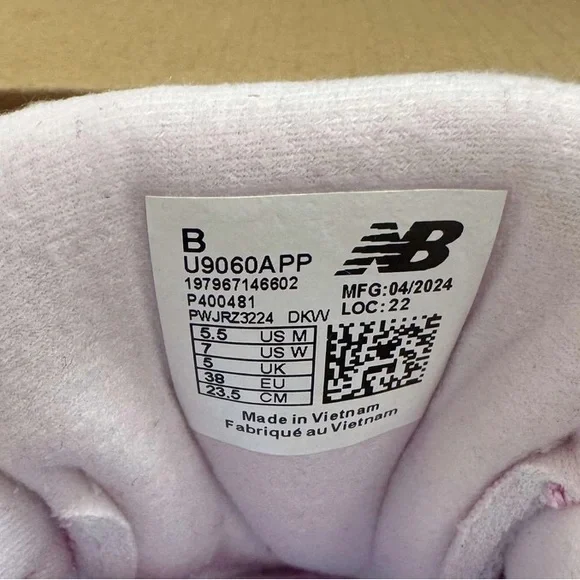 B
U9060APP
197967146602
P400481
PWJRZ3224 DKW
5.5 US M
7 US W
5 UK
38 EU
23.5 CM
NB
MFG:04/2024
LOC:22
Made in Vietnam
Fabriqué au Vietnam